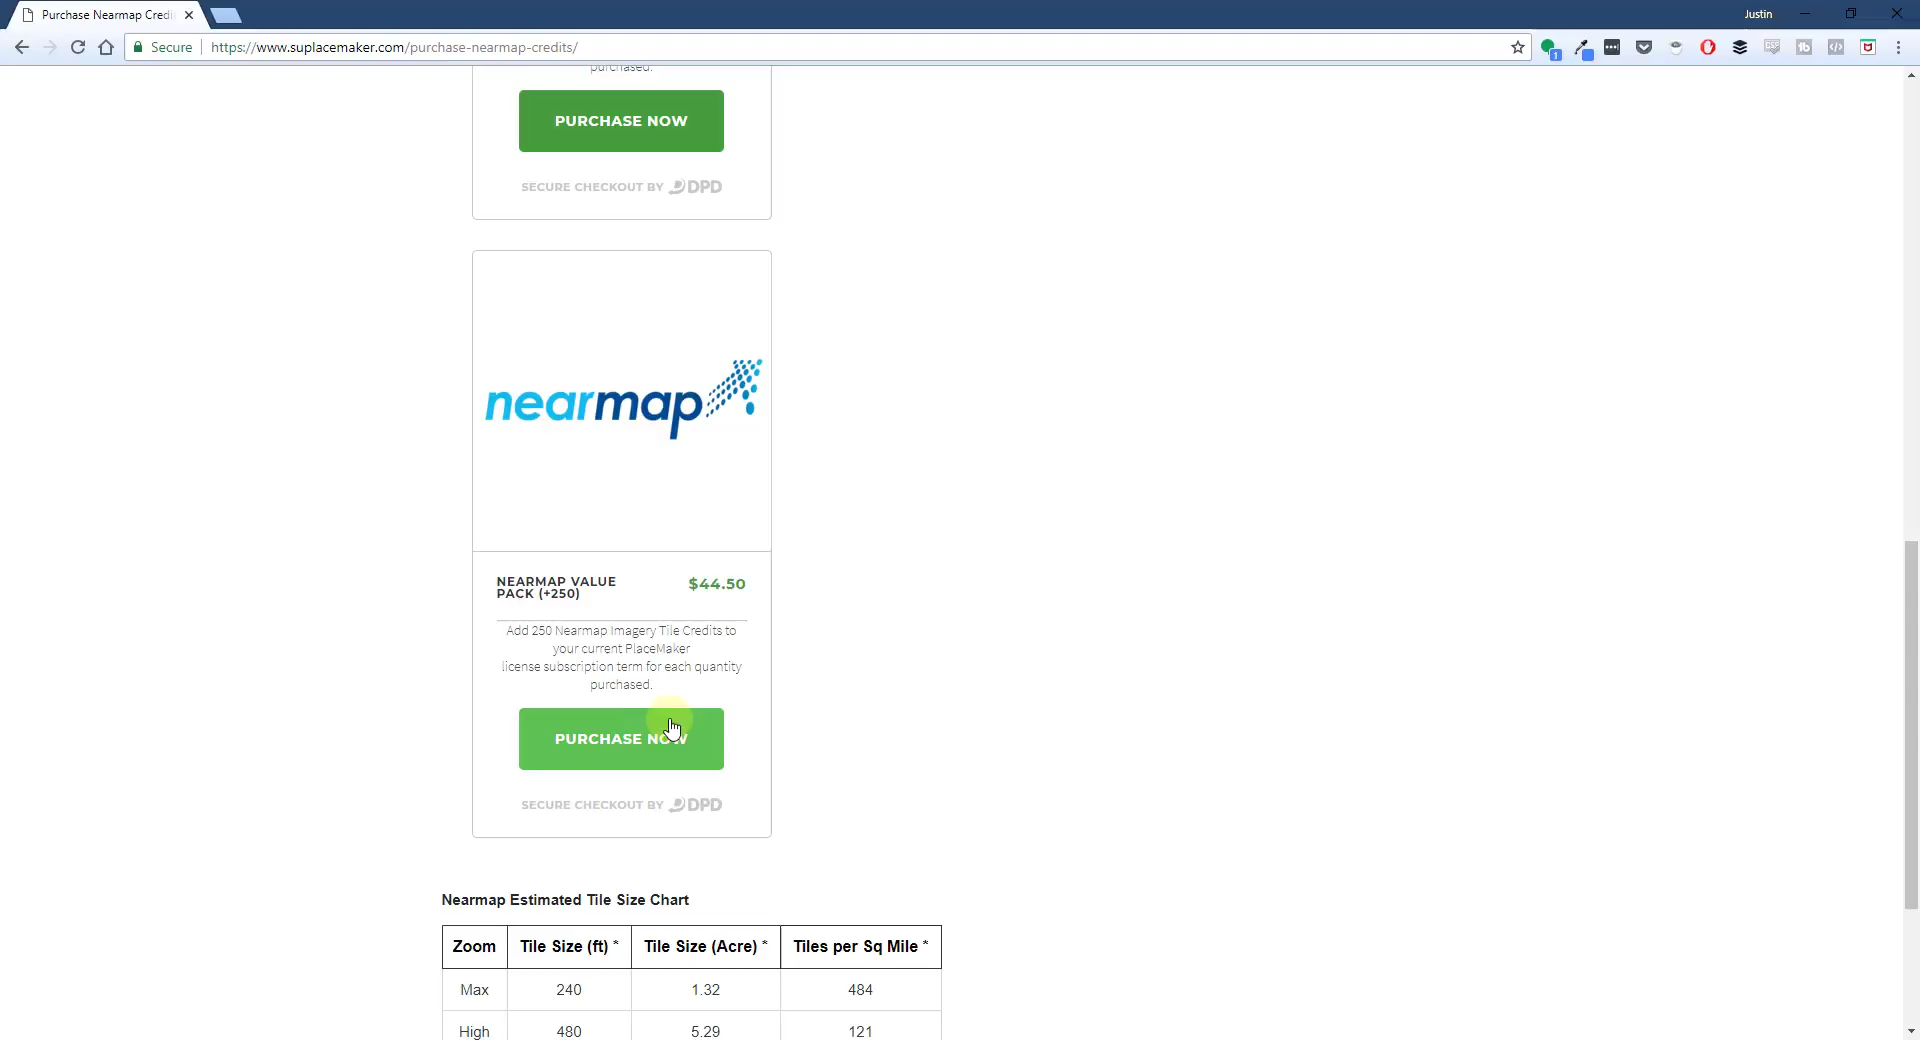 Purchase Nearmap Credi
Justin
Secure
https://www.suplacemaker.com/purchase-nearmap-credits/
1
purchased.
PURCHASE NOW
SECURE CHECKOUT BY DPD
nearmap
NEARMAP VALUE PACK (+250)
$44.50
Add 250 Nearmap Imagery Tile Credits to
your current PlaceMaker
license subscription term for each quantity
purchased.
PURCHASE NOW
SECURE CHECKOUT BY DPD
Nearmap Estimated Tile Size Chart
Zoom Tile Size (ft) * Tile Size (Acre) * Tiles per Sq Mile *
Max 240 1.32 484
High 480 5.29 121